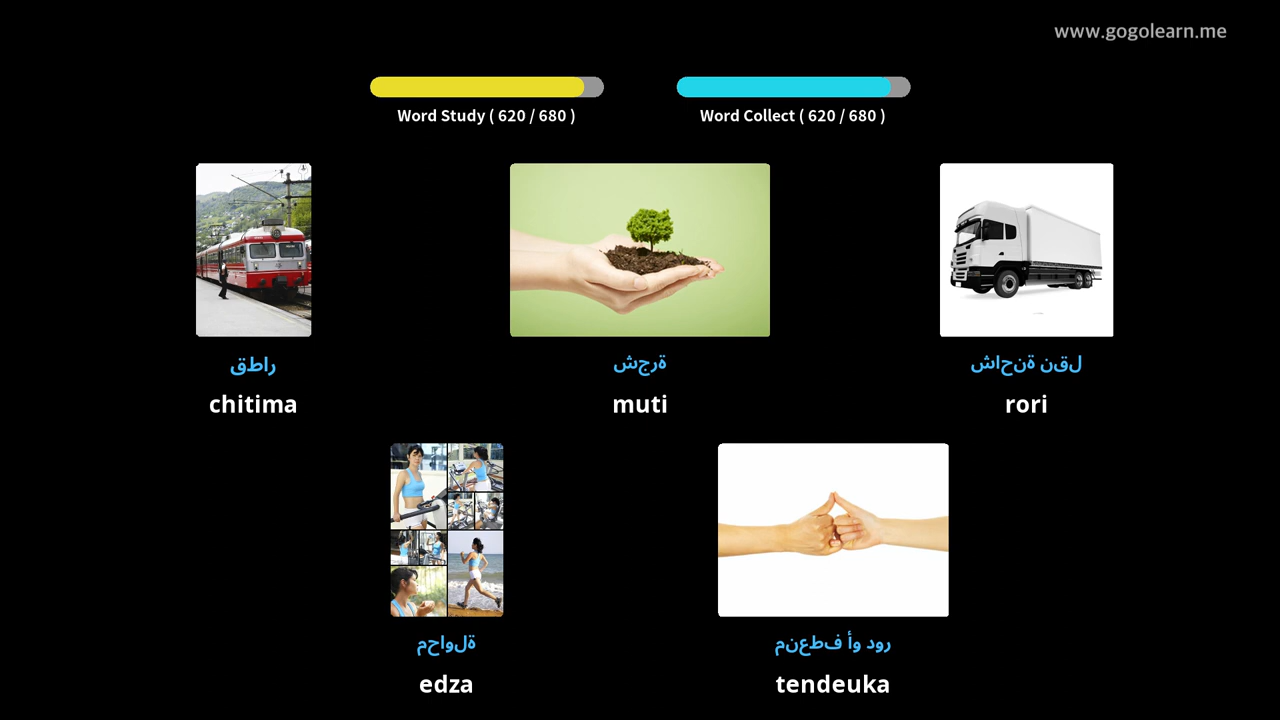 www.gogolearn.me
Word Study ( 620 / 680 )
Word Collect ( 620 / 680 )
راطق
chitima
ةرجش
muti
لقن ةنحاش
rori
ةلواحم
edza
رود وأ فطعنم
tendeuka